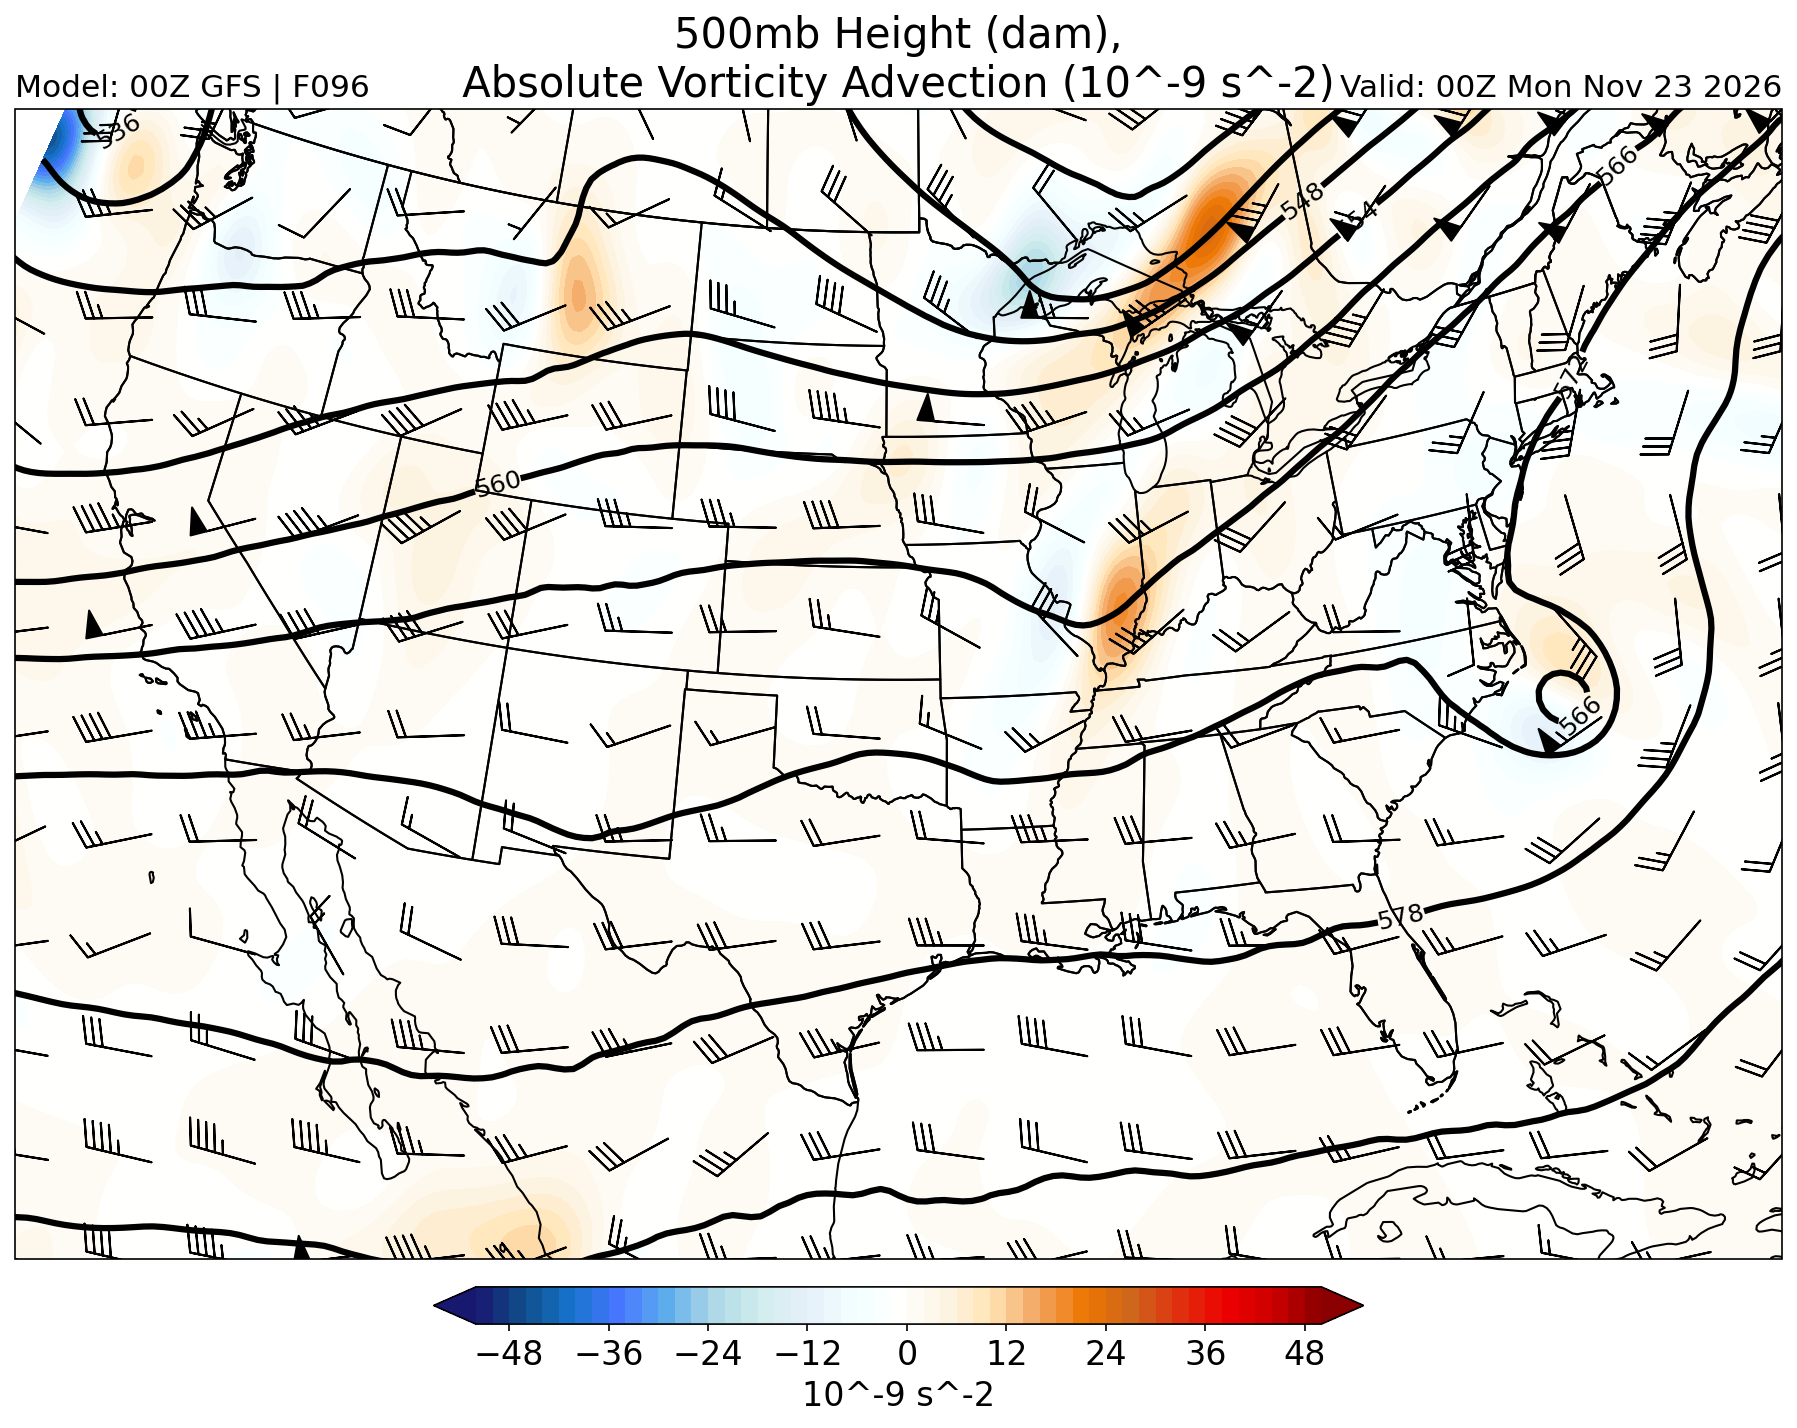 500mb Height (dam),
Model: 00Z GFS | F096
Absolute Vorticity Advection (10^-9 s^-2)
Valid: 00Z Mon Nov 23 2026
536
566
548
54
57
560
566
578
−48 −36 −24 −12 0 12 24 36 48
10^-9 s^-2